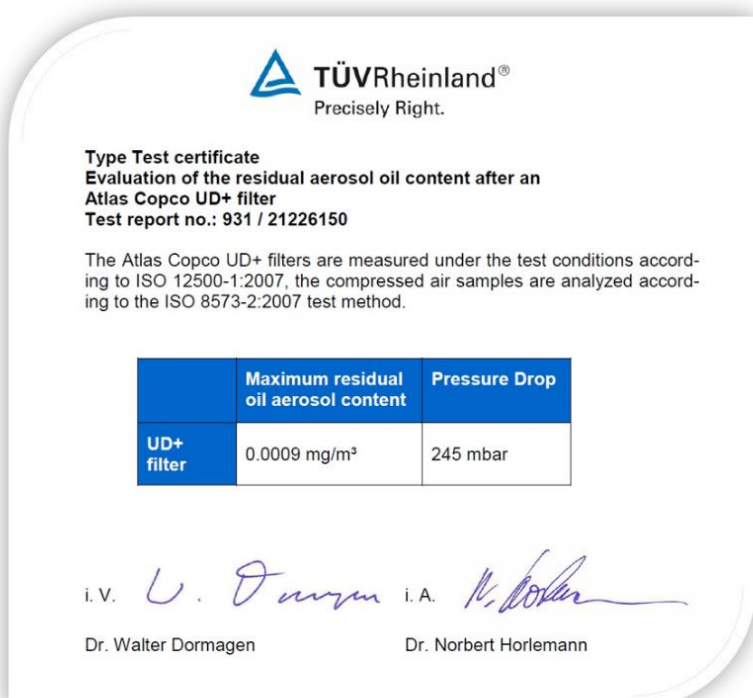 TÜVRheinland®
Precisely Right.
Type Test certificate
Evaluation of the residual aerosol oil content after an
Atlas Copco UD+ filter
Test report no.: 931 / 21226150
The Atlas Copco UD+ filters are measured under the test conditions accord-
ing to ISO 12500-1:2007, the compressed air samples are analyzed accord-
ing to the ISO 8573-2:2007 test method.
Maximum residual Pressure Drop
oil aerosol content
UD+
filter 0.0009 mg/m³ 245 mbar
i. V. i. A.
Dr. Walter Dormagen Dr. Norbert Horlemann